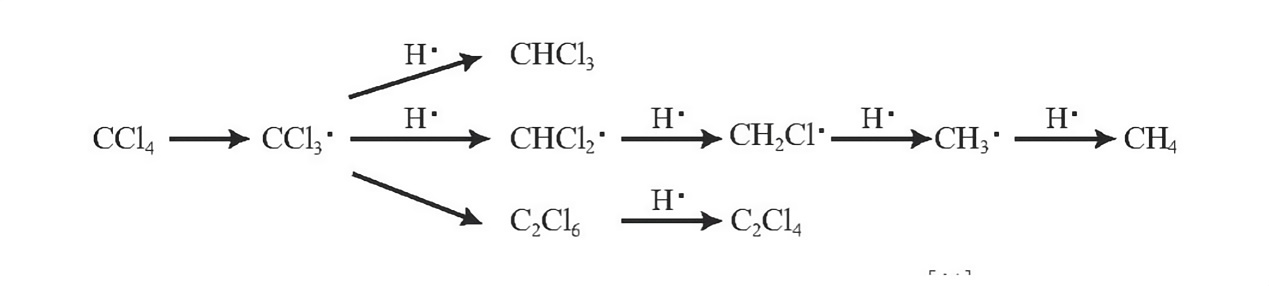 H· CHCl₃
CCl₄ CCl₃· H· CHCl₂· H· CH₂Cl· H· CH₃· H· CH₄
C₂Cl₆ H· C₂Cl₄